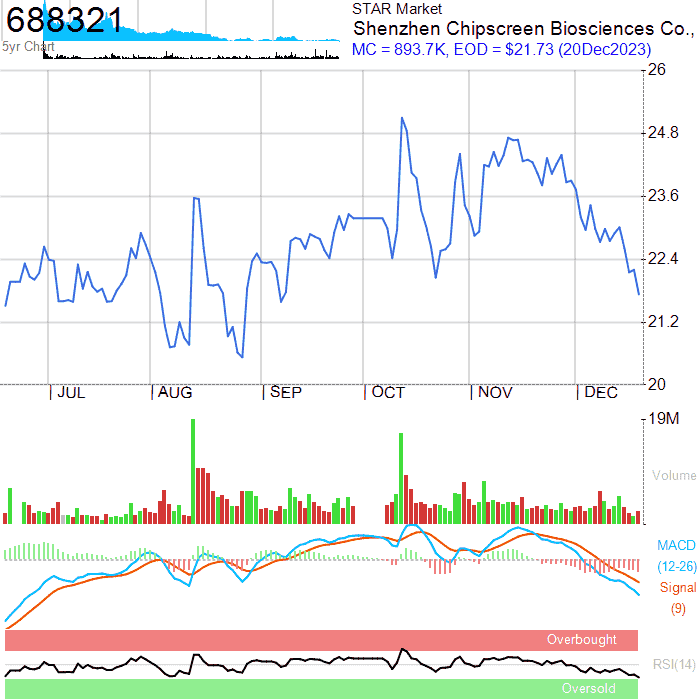 688321
5yr Chart
STAR Market
Shenzhen Chipscreen Biosciences Co.,
MC = 893.7K, EOD = $21.73 (20Dec2023)
26
24.8
23.6
22.4
21.2
20
JUL
AUG
SEP
OCT
NOV
DEC
19M
Volume
MACD
(12-26)
Signal
(9)
Overbought
RSI(14)
Oversold